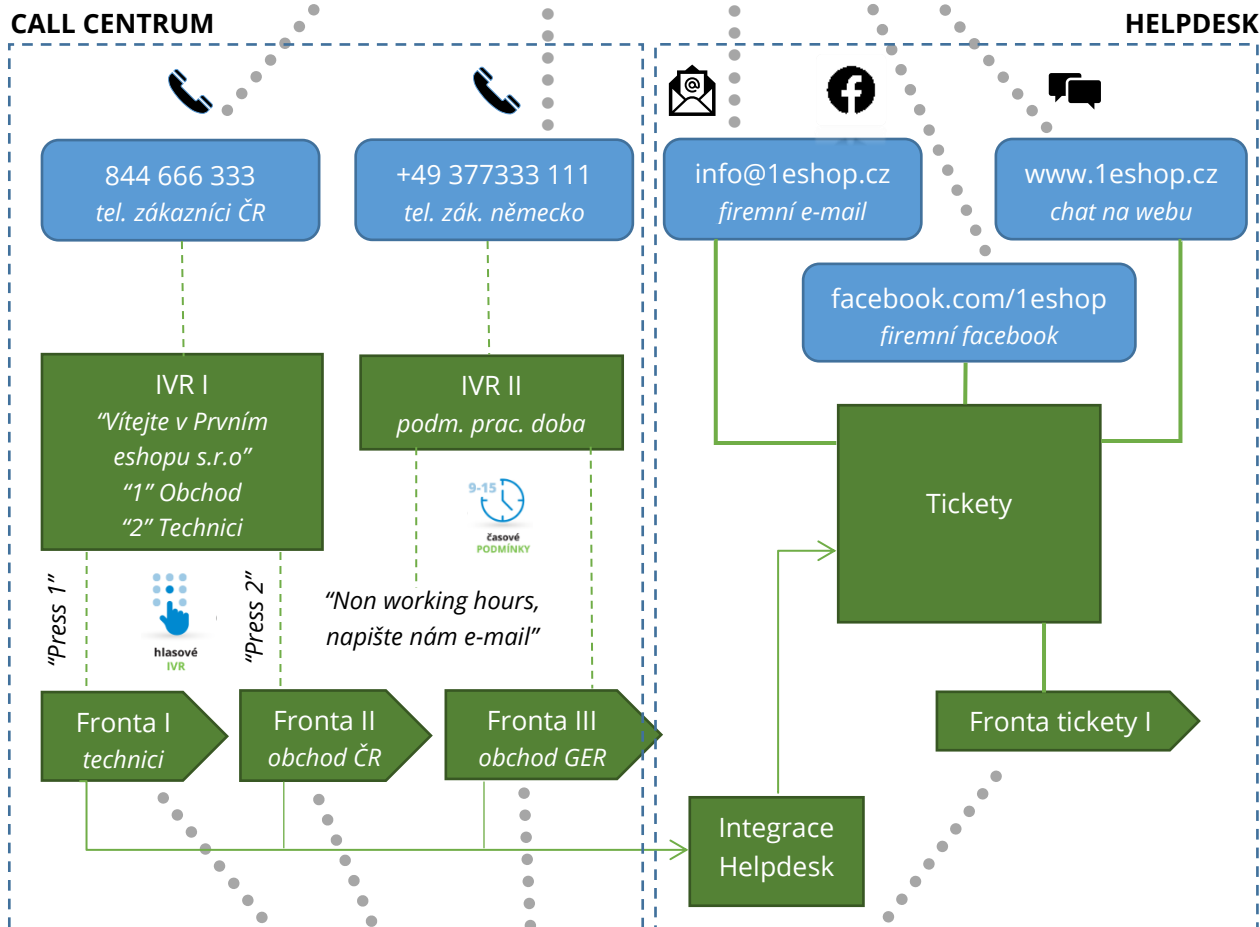 CALL CENTRUM
HELPDESK
844 666 333
tel. zákazníci ČR
+49 377333 111
tel. zák. německo
info@1eshop.cz
firemní e-mail
www.1eshop.cz
chat na webu
facebook.com/1eshop
firemní facebook
IVR I
“Vítejte v Prvním
eshopu s.r.o”
“1” Obchod
“2” Technici
IVR II
podm. prac. doba
9-15
časové
PODMÍNKY
Tickety
“Press 1”
hlasové
IVR
“Press 2”
“Non working hours,
napište nám e-mail”
Fronta I
technici
Fronta II
obchod ČR
Fronta III
obchod GER
Fronta tickety I
Integrace
Helpdesk